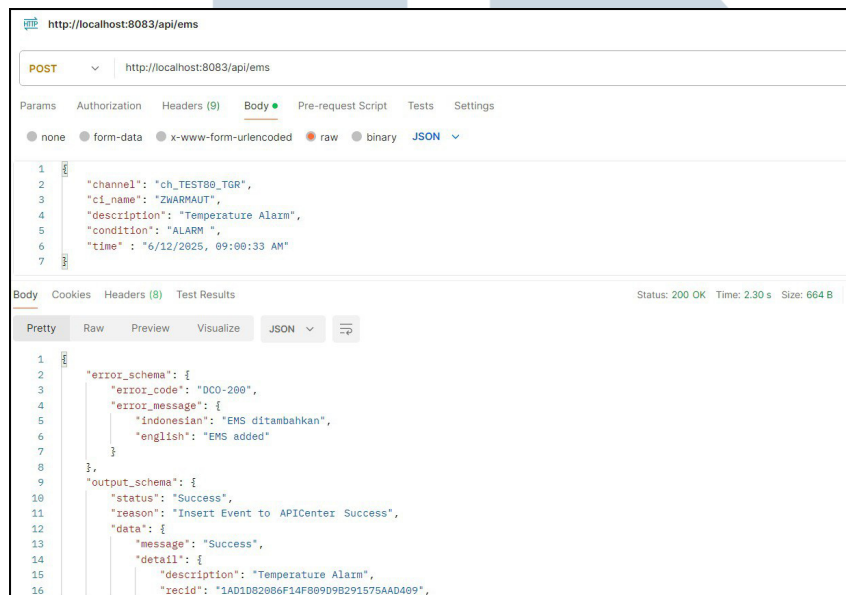 HTTP http://localhost:8083/api/ems
POST http://localhost:8083/api/ems
Params Authorization Headers (9) Body Pre-request Script Tests Settings
none form-data x-www-form-urlencoded raw binary JSON
1 {
2 "channel": "ch_TEST80_TGR",
3 "ci_name": "ZWARMAUT",
4 "description": "Temperature Alarm",
5 "condition": "ALARM ",
6 "time" : "6/12/2025, 09:00:33 AM"
7 }
Body Cookies Headers (8) Test Results Status: 200 OK Time: 2.30 s Size: 664 B
Pretty Raw Preview Visualize JSON
1 {
2 "error_schema": {
3 "error_code": "DCO-200",
4 "error_message": {
5 "indonesian": "EMS ditambahkan",
6 "english": "EMS added"
7 }
8 },
9 "output_schema": {
10 "status": "Success",
11 "reason": "Insert Event to APICenter Success",
12 "data": {
13 "message": "Success",
14 "detail": {
15 "description": "Temperature Alarm",
16 "recid": "1AD1D82086F14F809D9B291575AAD409",